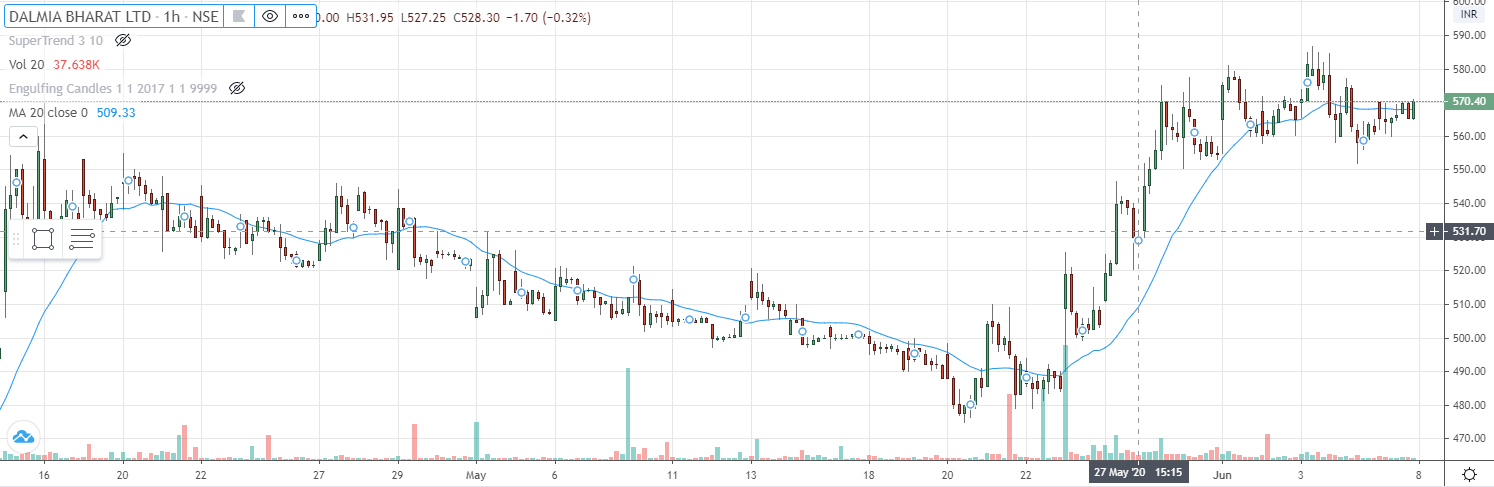 DALMIA BHARAT LTD · 1h · NSE 0.00 H531.95 L527.25 C528.30 −1.70 (−0.32%)
SuperTrend 3 10
Vol 20 37.638K
Engulfing Candles 1 1 2017 1 1 9999
MA 20 close 0 509.33
600.00
INR
590.00
580.00
570.40
560.00
550.00
540.00
531.70
520.00
510.00
500.00
490.00
480.00
470.00
16 20 22 27 29 May 6 11 13 18 20 22 27 May '20 15:15 Jun 3 8